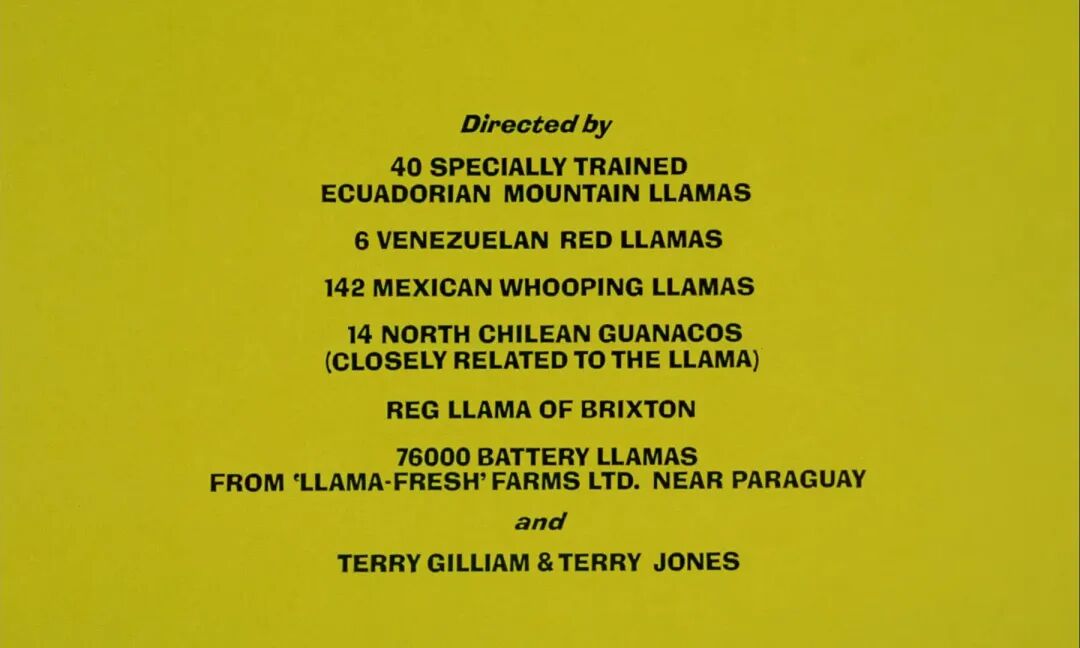 Directed by
40 SPECIALLY TRAINED
ECUADORIAN MOUNTAIN LLAMAS
6 VENEZUELAN RED LLAMAS
142 MEXICAN WHOOPING LLAMAS
14 NORTH CHILEAN GUANACOS
(CLOSELY RELATED TO THE LLAMA)
REG LLAMA OF BRIXTON
76000 BATTERY LLAMAS
FROM ‘LLAMA-FRESH’ FARMS LTD. NEAR PARAGUAY
and
TERRY GILLIAM & TERRY JONES